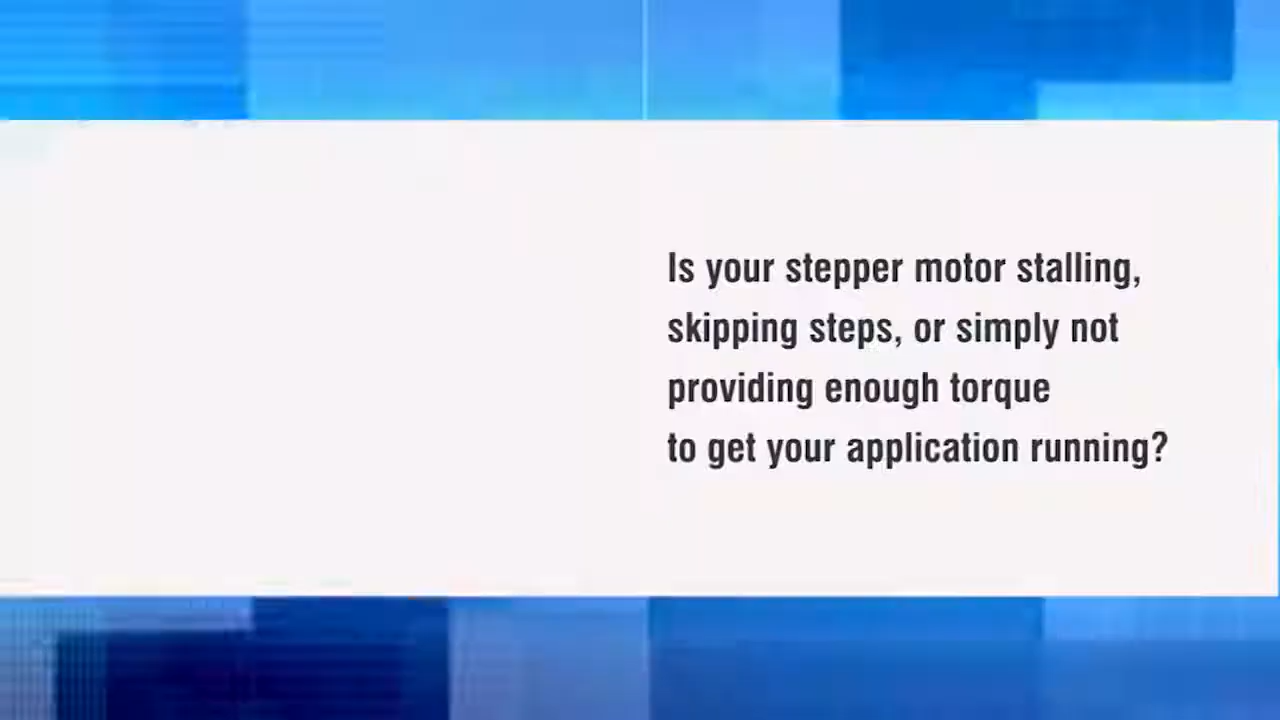 Is your stepper motor stalling,
skipping steps, or simply not
providing enough torque
to get your application running?